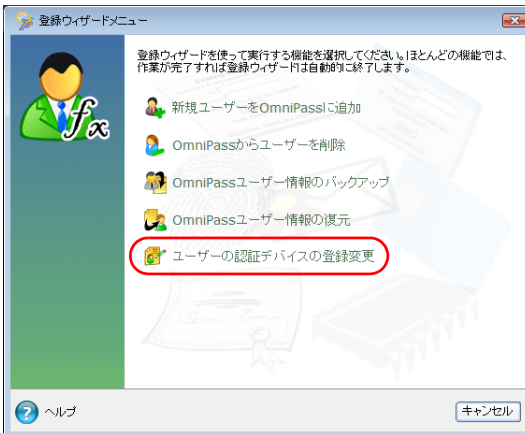 登録ウィザードメニュー
登録ウィザードを使って実行する機能を選択してください。ほとんどの機能では、
作業が完了すれば登録ウィザードは自動的に終了します。
fx
新規ユーザーをOmniPassに追加
OmniPassからユーザーを削除
OmniPassユーザー情報のバックアップ
OmniPassユーザー情報の復元
ユーザーの認証デバイスの登録変更
ヘルプ
キャンセル